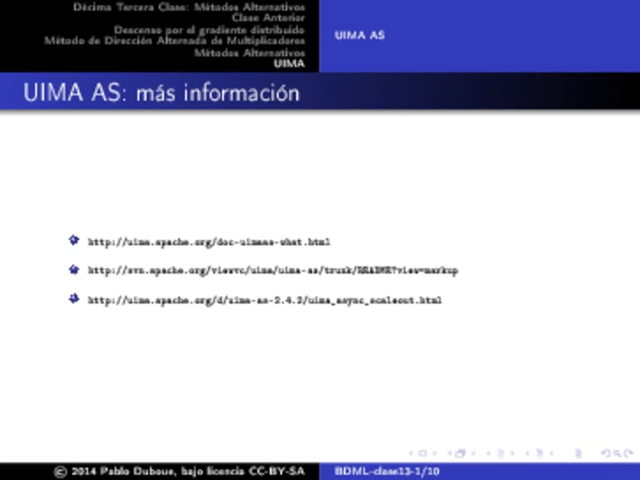 Décima Tercera Clase: Métodos Alternativos
Clase Anterior
Descenso por el gradiente distribuido
Método de Dirección Alternada de Multiplicadores
Métodos Alternativos
UIMA
UIMA AS
UIMA AS: más información
http://uima.apache.org/doc-uimaas-what.html
http://svn.apache.org/viewvc/uima/uima-as/trunk/README?view=markup
http://uima.apache.org/d/uima-as-2.4.2/uima_async_scaleout.html
© 2014 Pablo Duboue, bajo licencia CC-BY-SA
BDML-clase13-1/10